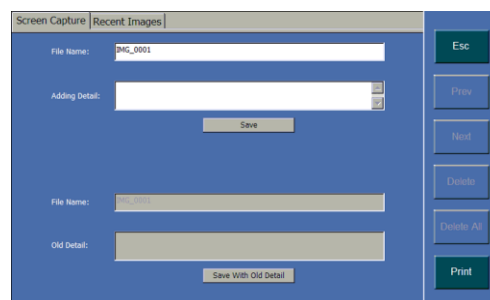 Screen Capture Recent Images
File Name: IMG_0001
Esc
Adding Detail:
Prev
Save
Next
Delete
File Name: IMG_0001
Delete All
Old Detail:
Save With Old Detail
Print